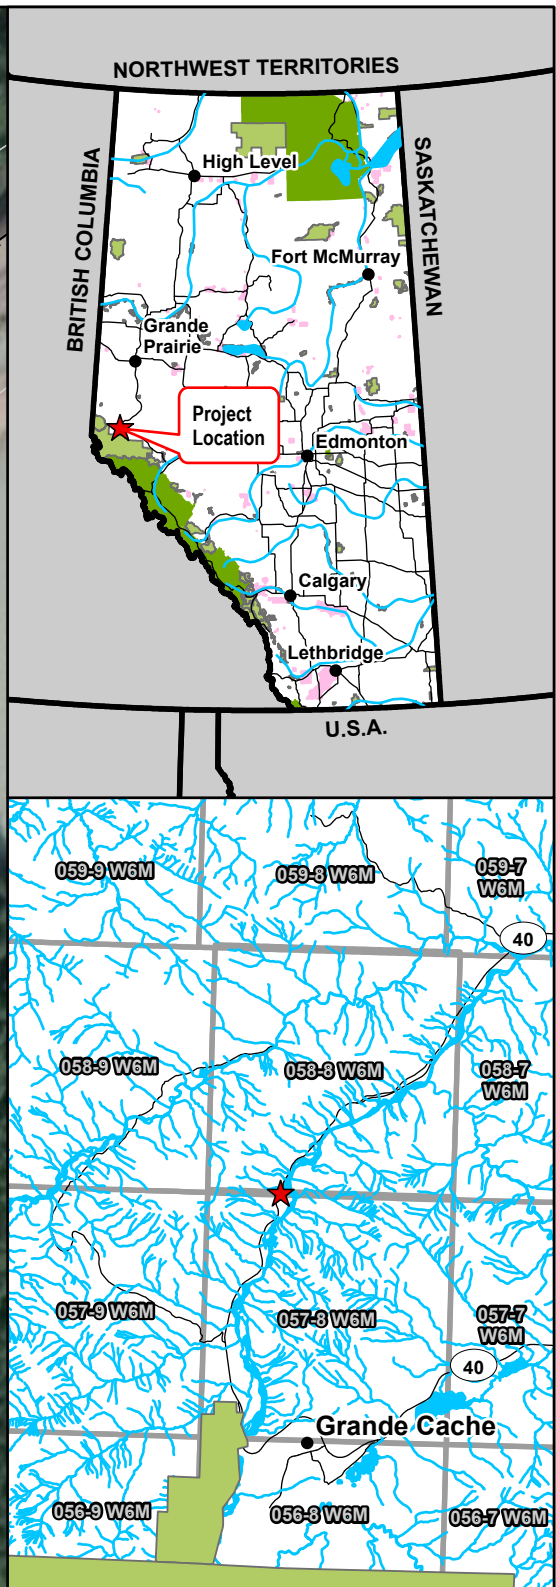 NORTHWEST TERRITORIES
BRITISH COLUMBIA
SASKATCHEWAN
High Level
Fort McMurray
Grande
Prairie
Project
Location
Edmonton
Calgary
Lethbridge
U.S.A.
059-9 W6M
059-8 W6M
059-7
W6M
40
058-9 W6M
058-8 W6M
058-7
W6M
057-9 W6M
057-8 W6M
057-7
W6M
40
Grande Cache
056-9 W6M
056-8 W6M
056-7 W6M